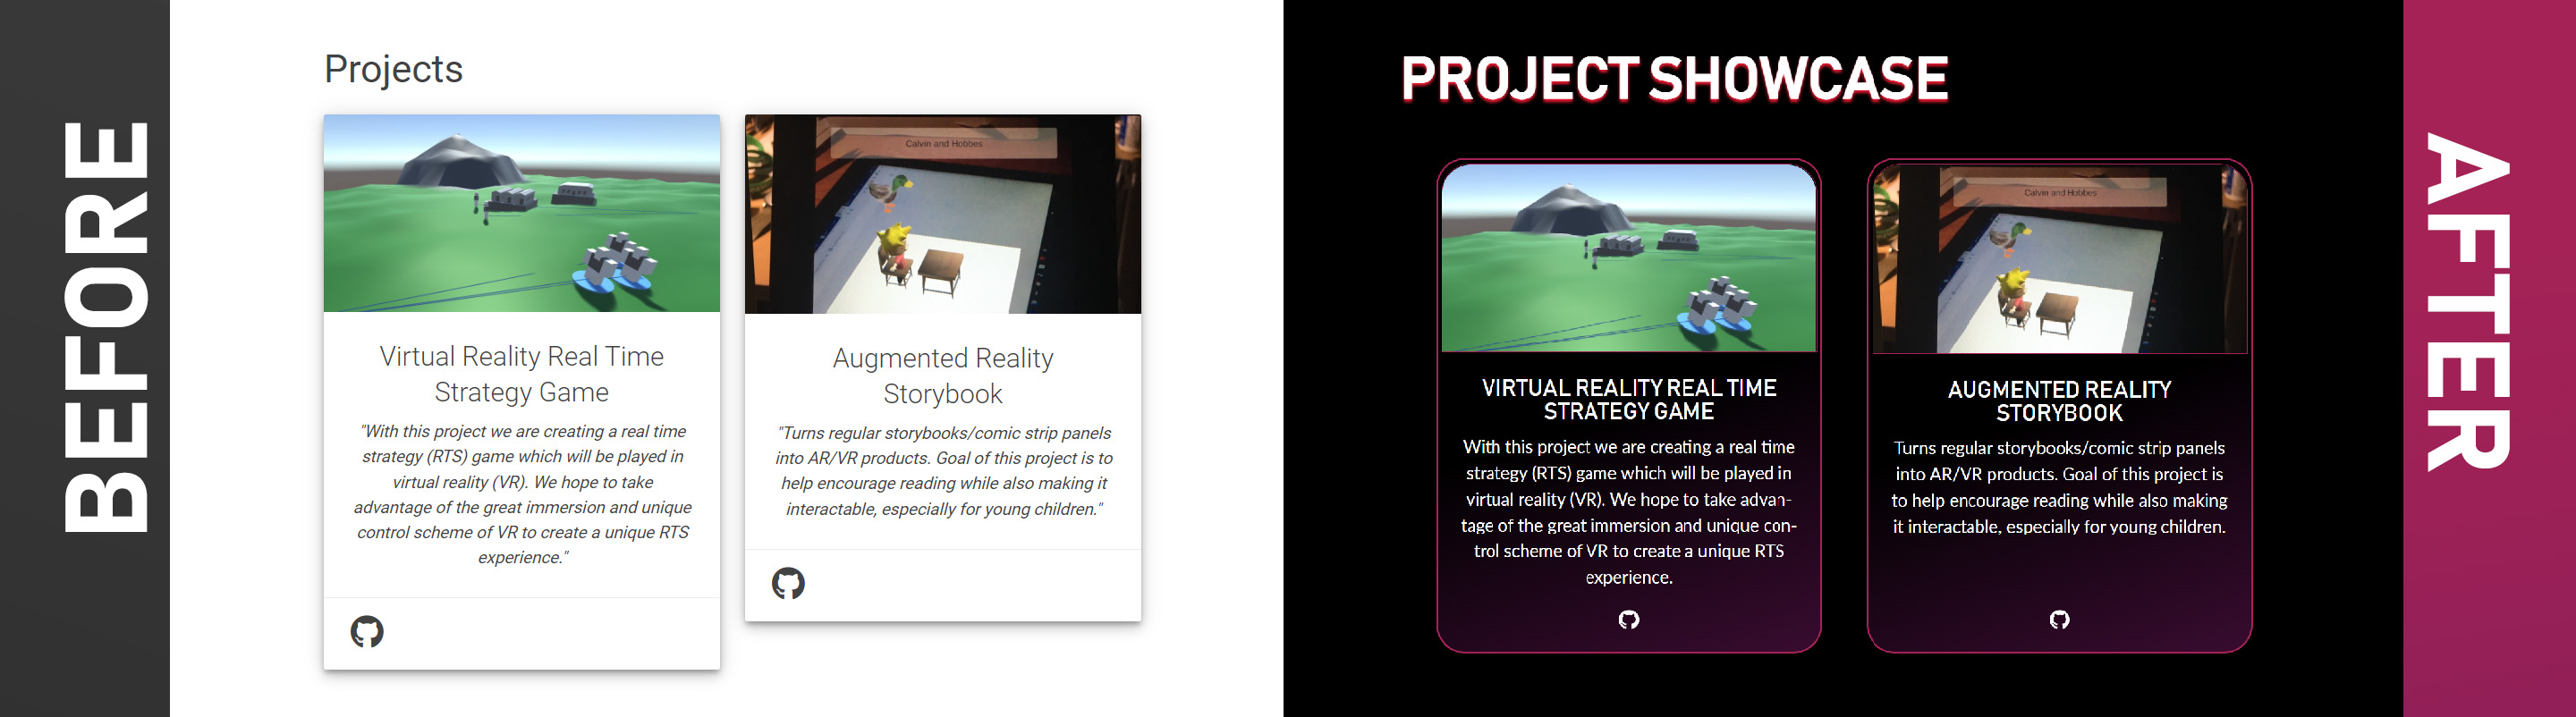 BEFORE
Projects
Calvin and Hobbes
Virtual Reality Real Time
Strategy Game
"With this project we are creating a real time
strategy (RTS) game which will be played in
virtual reality (VR). We hope to take
advantage of the great immersion and unique
control scheme of VR to create a unique RTS
experience."
Augmented Reality
Storybook
"Turns regular storybooks/comic strip panels
into AR/VR products. Goal of this project is to
help encourage reading while also making it
interactable, especially for young children."
PROJECT SHOWCASE
Calvin and Hobbes
VIRTUAL REALITY REAL TIME
STRATEGY GAME
With this project we are creating a real time
strategy (RTS) game which will be played in
virtual reality (VR). We hope to take advan-
tage of the great immersion and unique con-
trol scheme of VR to create a unique RTS
experience.
AUGMENTED REALITY
STORYBOOK
Turns regular storybooks/comic strip panels
into AR/VR products. Goal of this project is
to help encourage reading while also making
it interactable, especially for young children.
AFTER